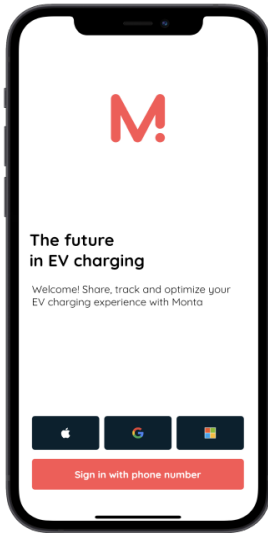 M!
The future
in EV charging
Welcome! Share, track and optimize your
EV charging experience with Monta
Sign in with phone number